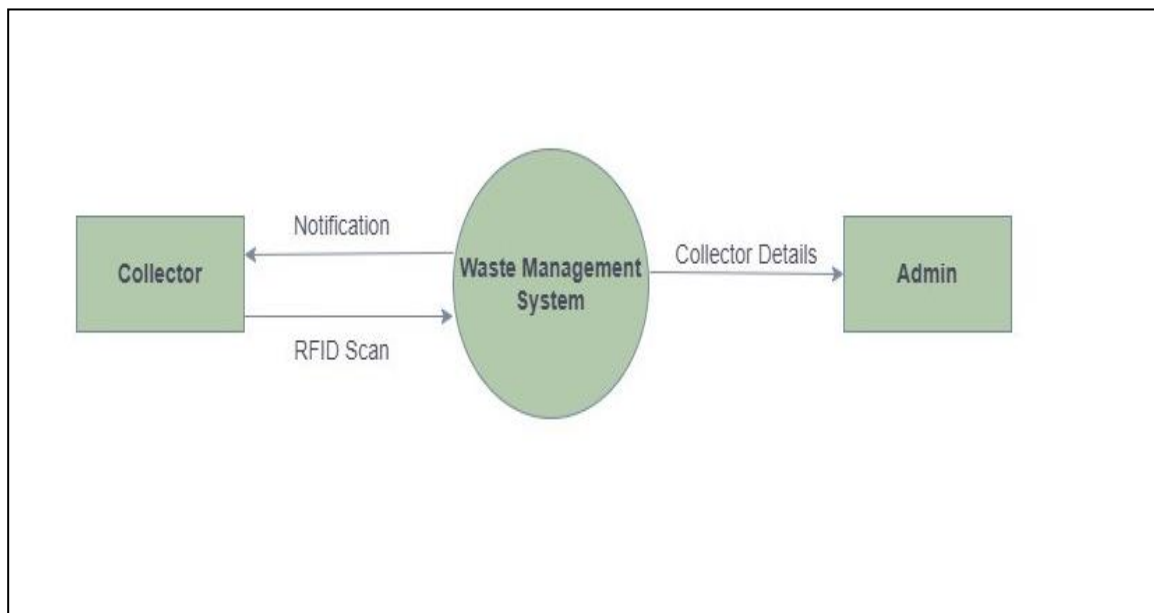 Notification
Collector
RFID Scan
Waste Management
System
Collector Details
Admin